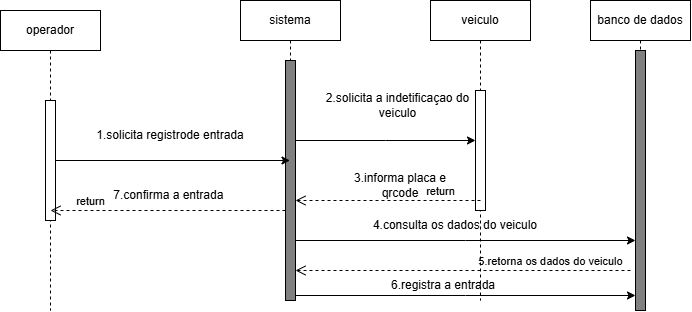 operador
sistema
veiculo
banco de dados
1.solicita registrode entrada
2.solicita a indetificaçao do
veiculo
3.informa placa e
qrcode
return
7.confirma a entrada
return
4.consulta os dados do veiculo
5.retorna os dados do veiculo
6.registra a entrada